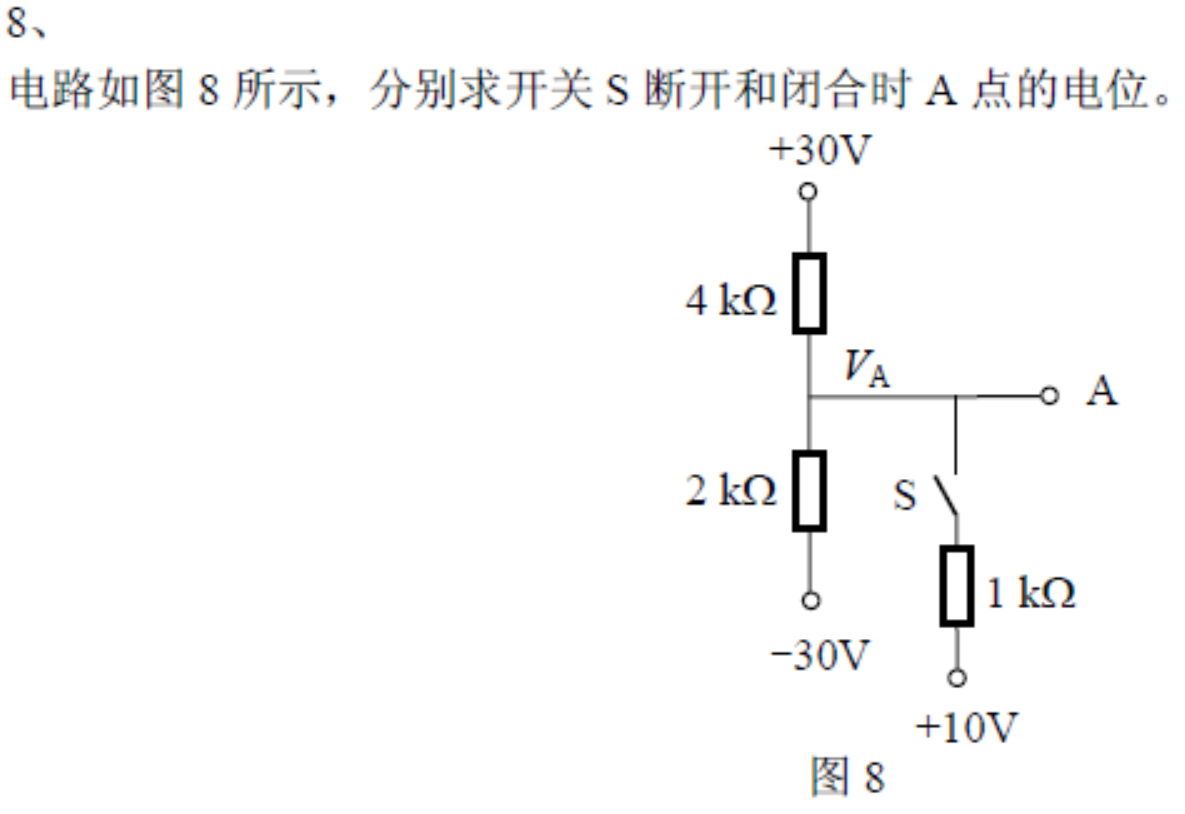 8、
电路如图 8 所示，分别求开关 S 断开和闭合时 A 点的电位。
+30V
4 kΩ
VA
A
2 kΩ
S
1 kΩ
−30V
+10V
图 8